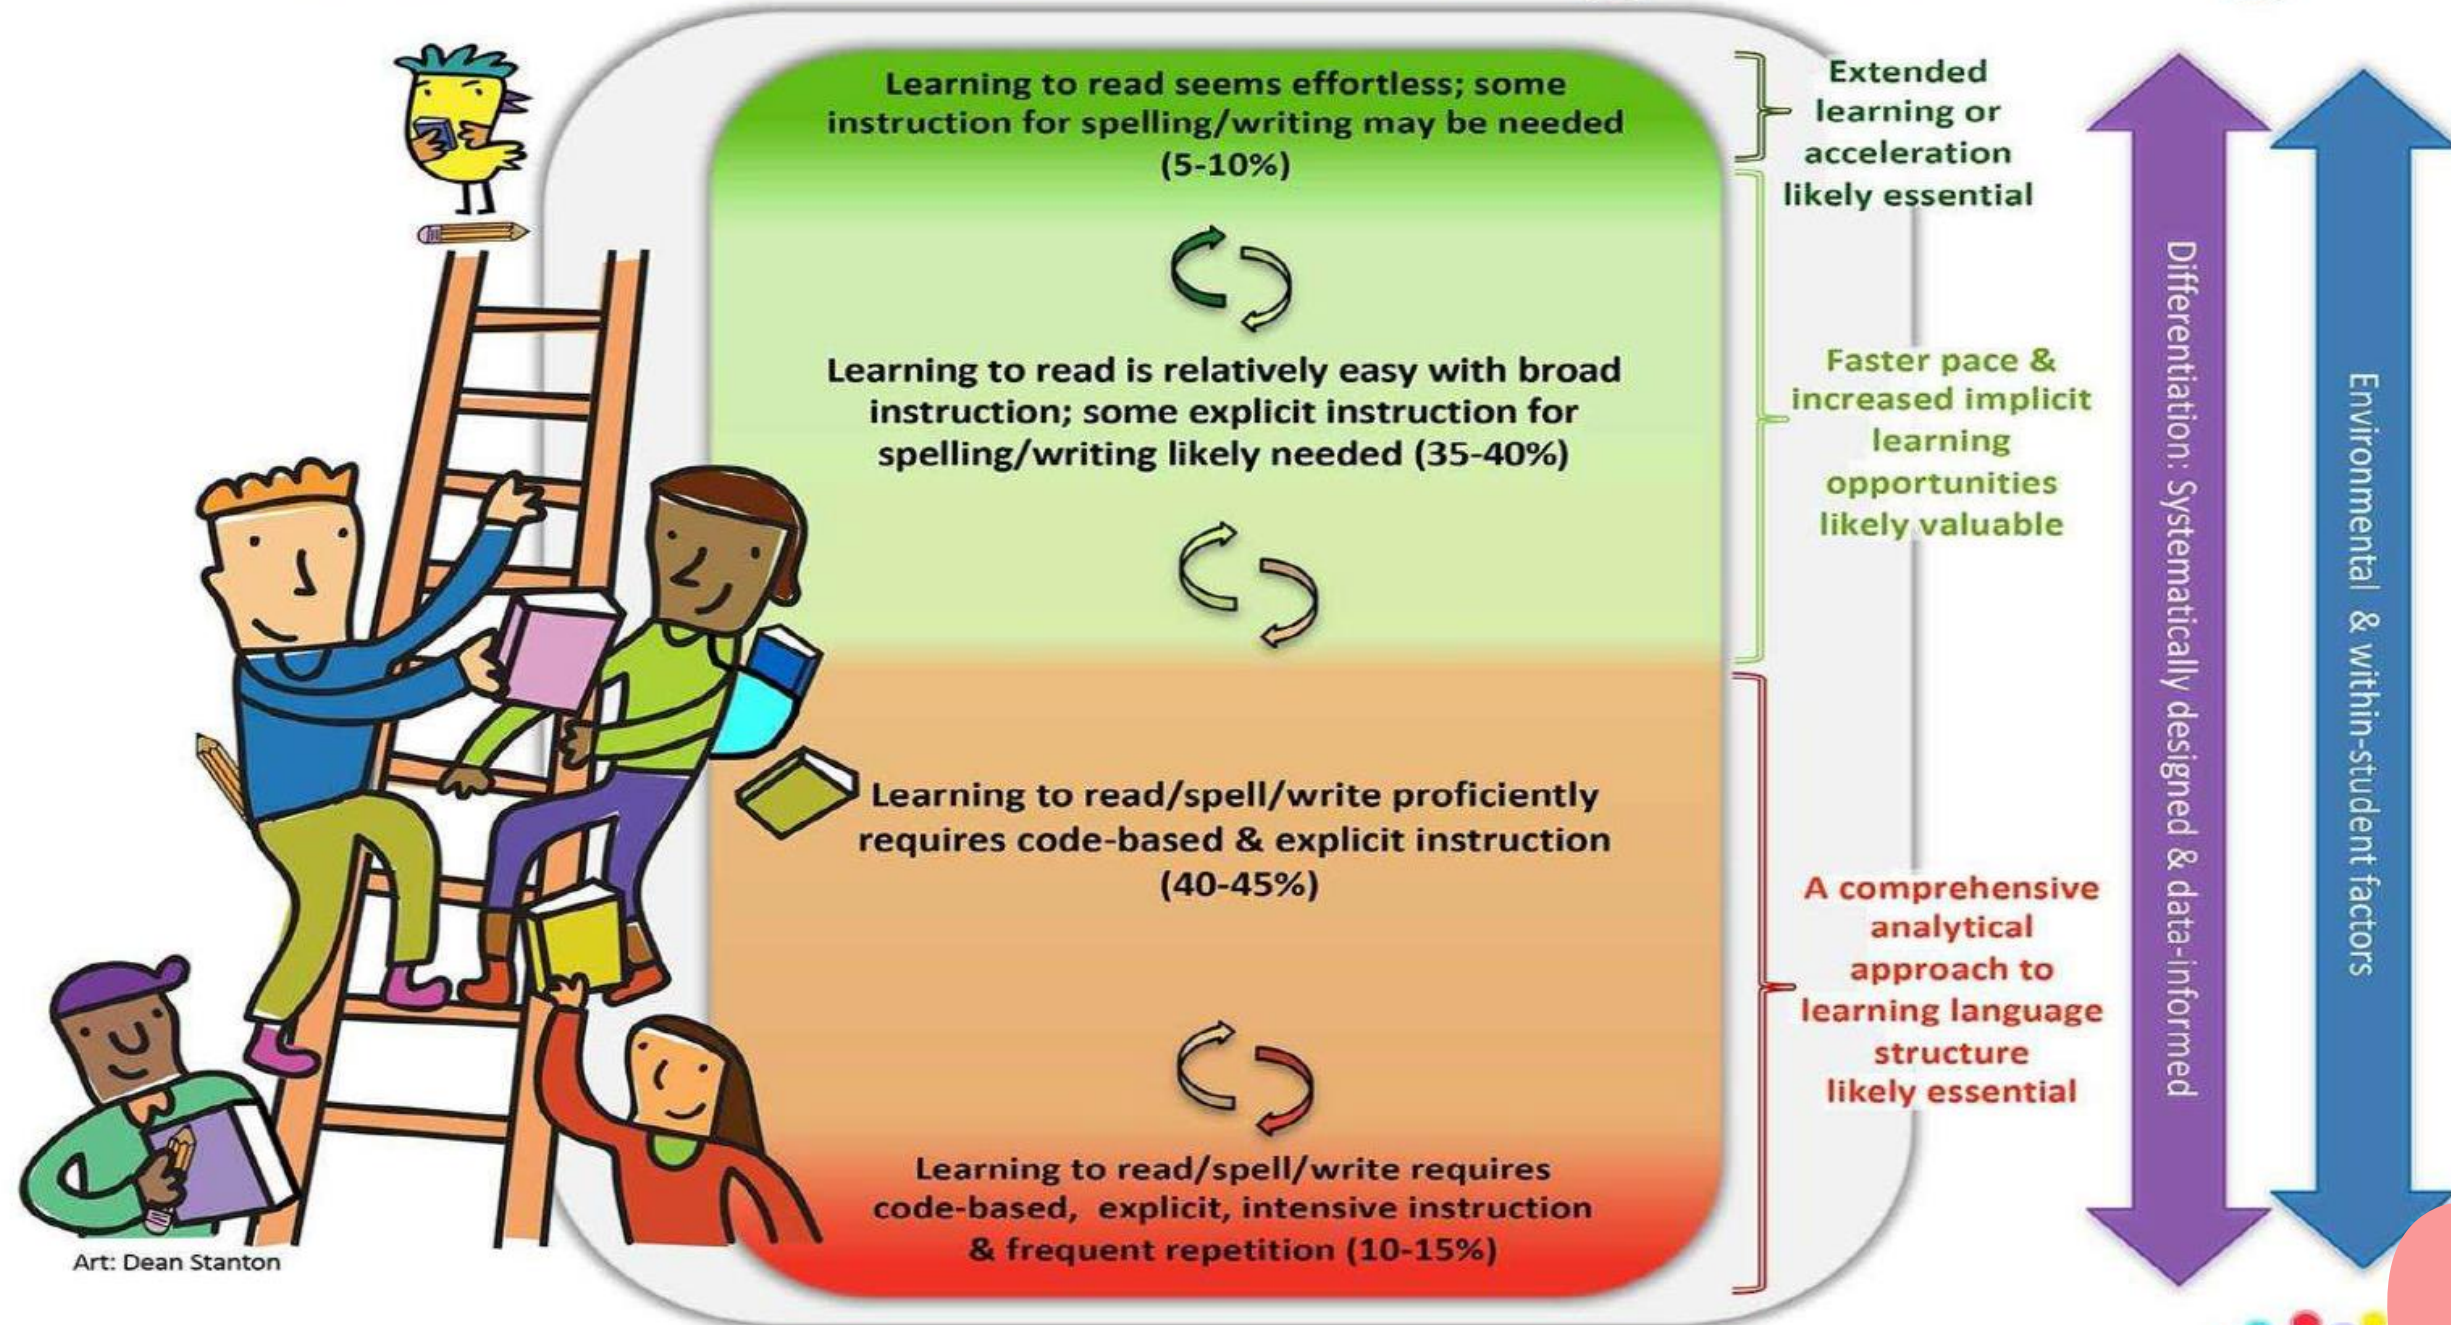 Learning to read seems effortless; some
instruction for spelling/writing may be needed
(5-10%)
Extended
learning or
acceleration
likely essential
Learning to read is relatively easy with broad
instruction; some explicit instruction for
spelling/writing likely needed (35-40%)
Faster pace &
increased implicit
learning
opportunities
likely valuable
Learning to read/spell/write proficiently
requires code-based & explicit instruction
(40-45%)
A comprehensive
analytical
approach to
learning language
structure
likely essential
Learning to read/spell/write requires
code-based, explicit, intensive instruction
& frequent repetition (10-15%)
Differentiation: Systematically designed & data-informed
Environmental & within-student factors
Art: Dean Stanton